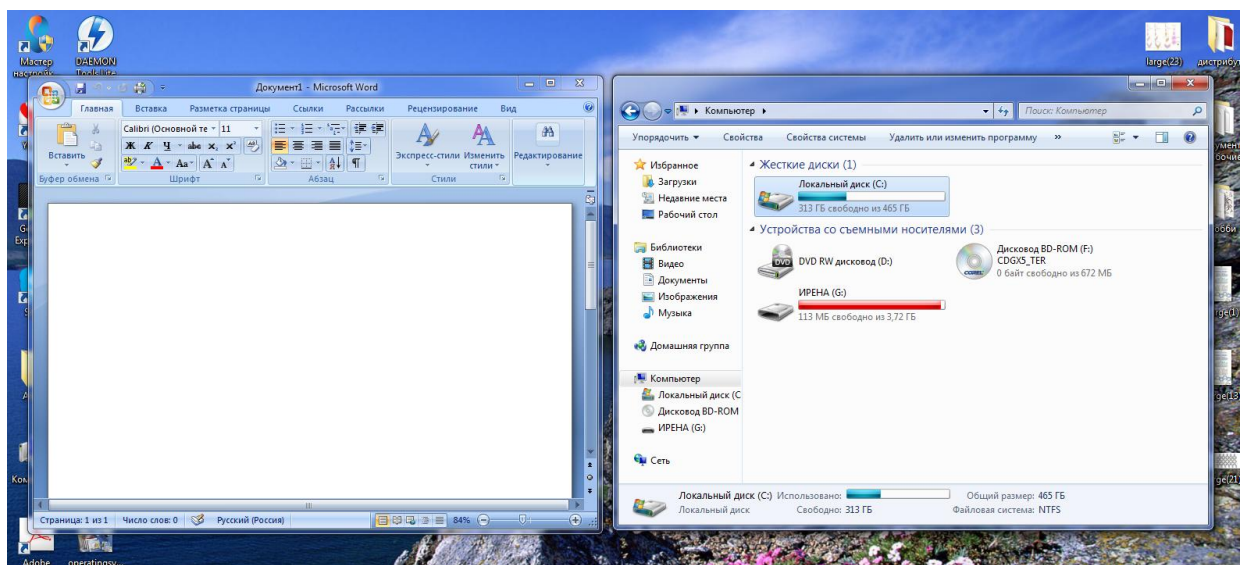 Мастер
DAEMON
large(23)
Документ1 - Microsoft Word
Главная Вставка Разметка страницы Ссылки Рассылки Рецензирование Вид
Вставить
Calibri (Основной те 11
Ж К Ч abe x, x²
Aa A A
Экспресс-стили Изменить стили Редактирование
Буфер обмена Шрифт Абзац Стили
Страница: 1 из 1 Число слов: 0 Русский (Россия) 84%
Компьютер
Поиск: Компьютер
Упорядочить Свойства Свойства системы Удалить или изменить программу »
Избранное
Загрузки
Недавние места
Рабочий стол
Библиотеки
Видео
Документы
Изображения
Музыка
Домашняя группа
Компьютер
Локальный диск (C
Дисковод BD-ROM
ИРЕНА (G:)
Сеть
Жесткие диски (1)
Локальный диск (C:)
313 ГБ свободно из 465 ГБ
Устройства со съемными носителями (3)
DVD RW дисковод (D:)
Дисковод BD-ROM (F:)
CDGX5_TER
0 байт свободно из 672 МБ
ИРЕНА (G:)
113 МБ свободно из 3,72 ГБ
Локальный диск (C:) Использовано: Общий размер: 465 ГБ
Локальный диск Свободно: 313 ГБ Файловая система: NTFS
Adobe